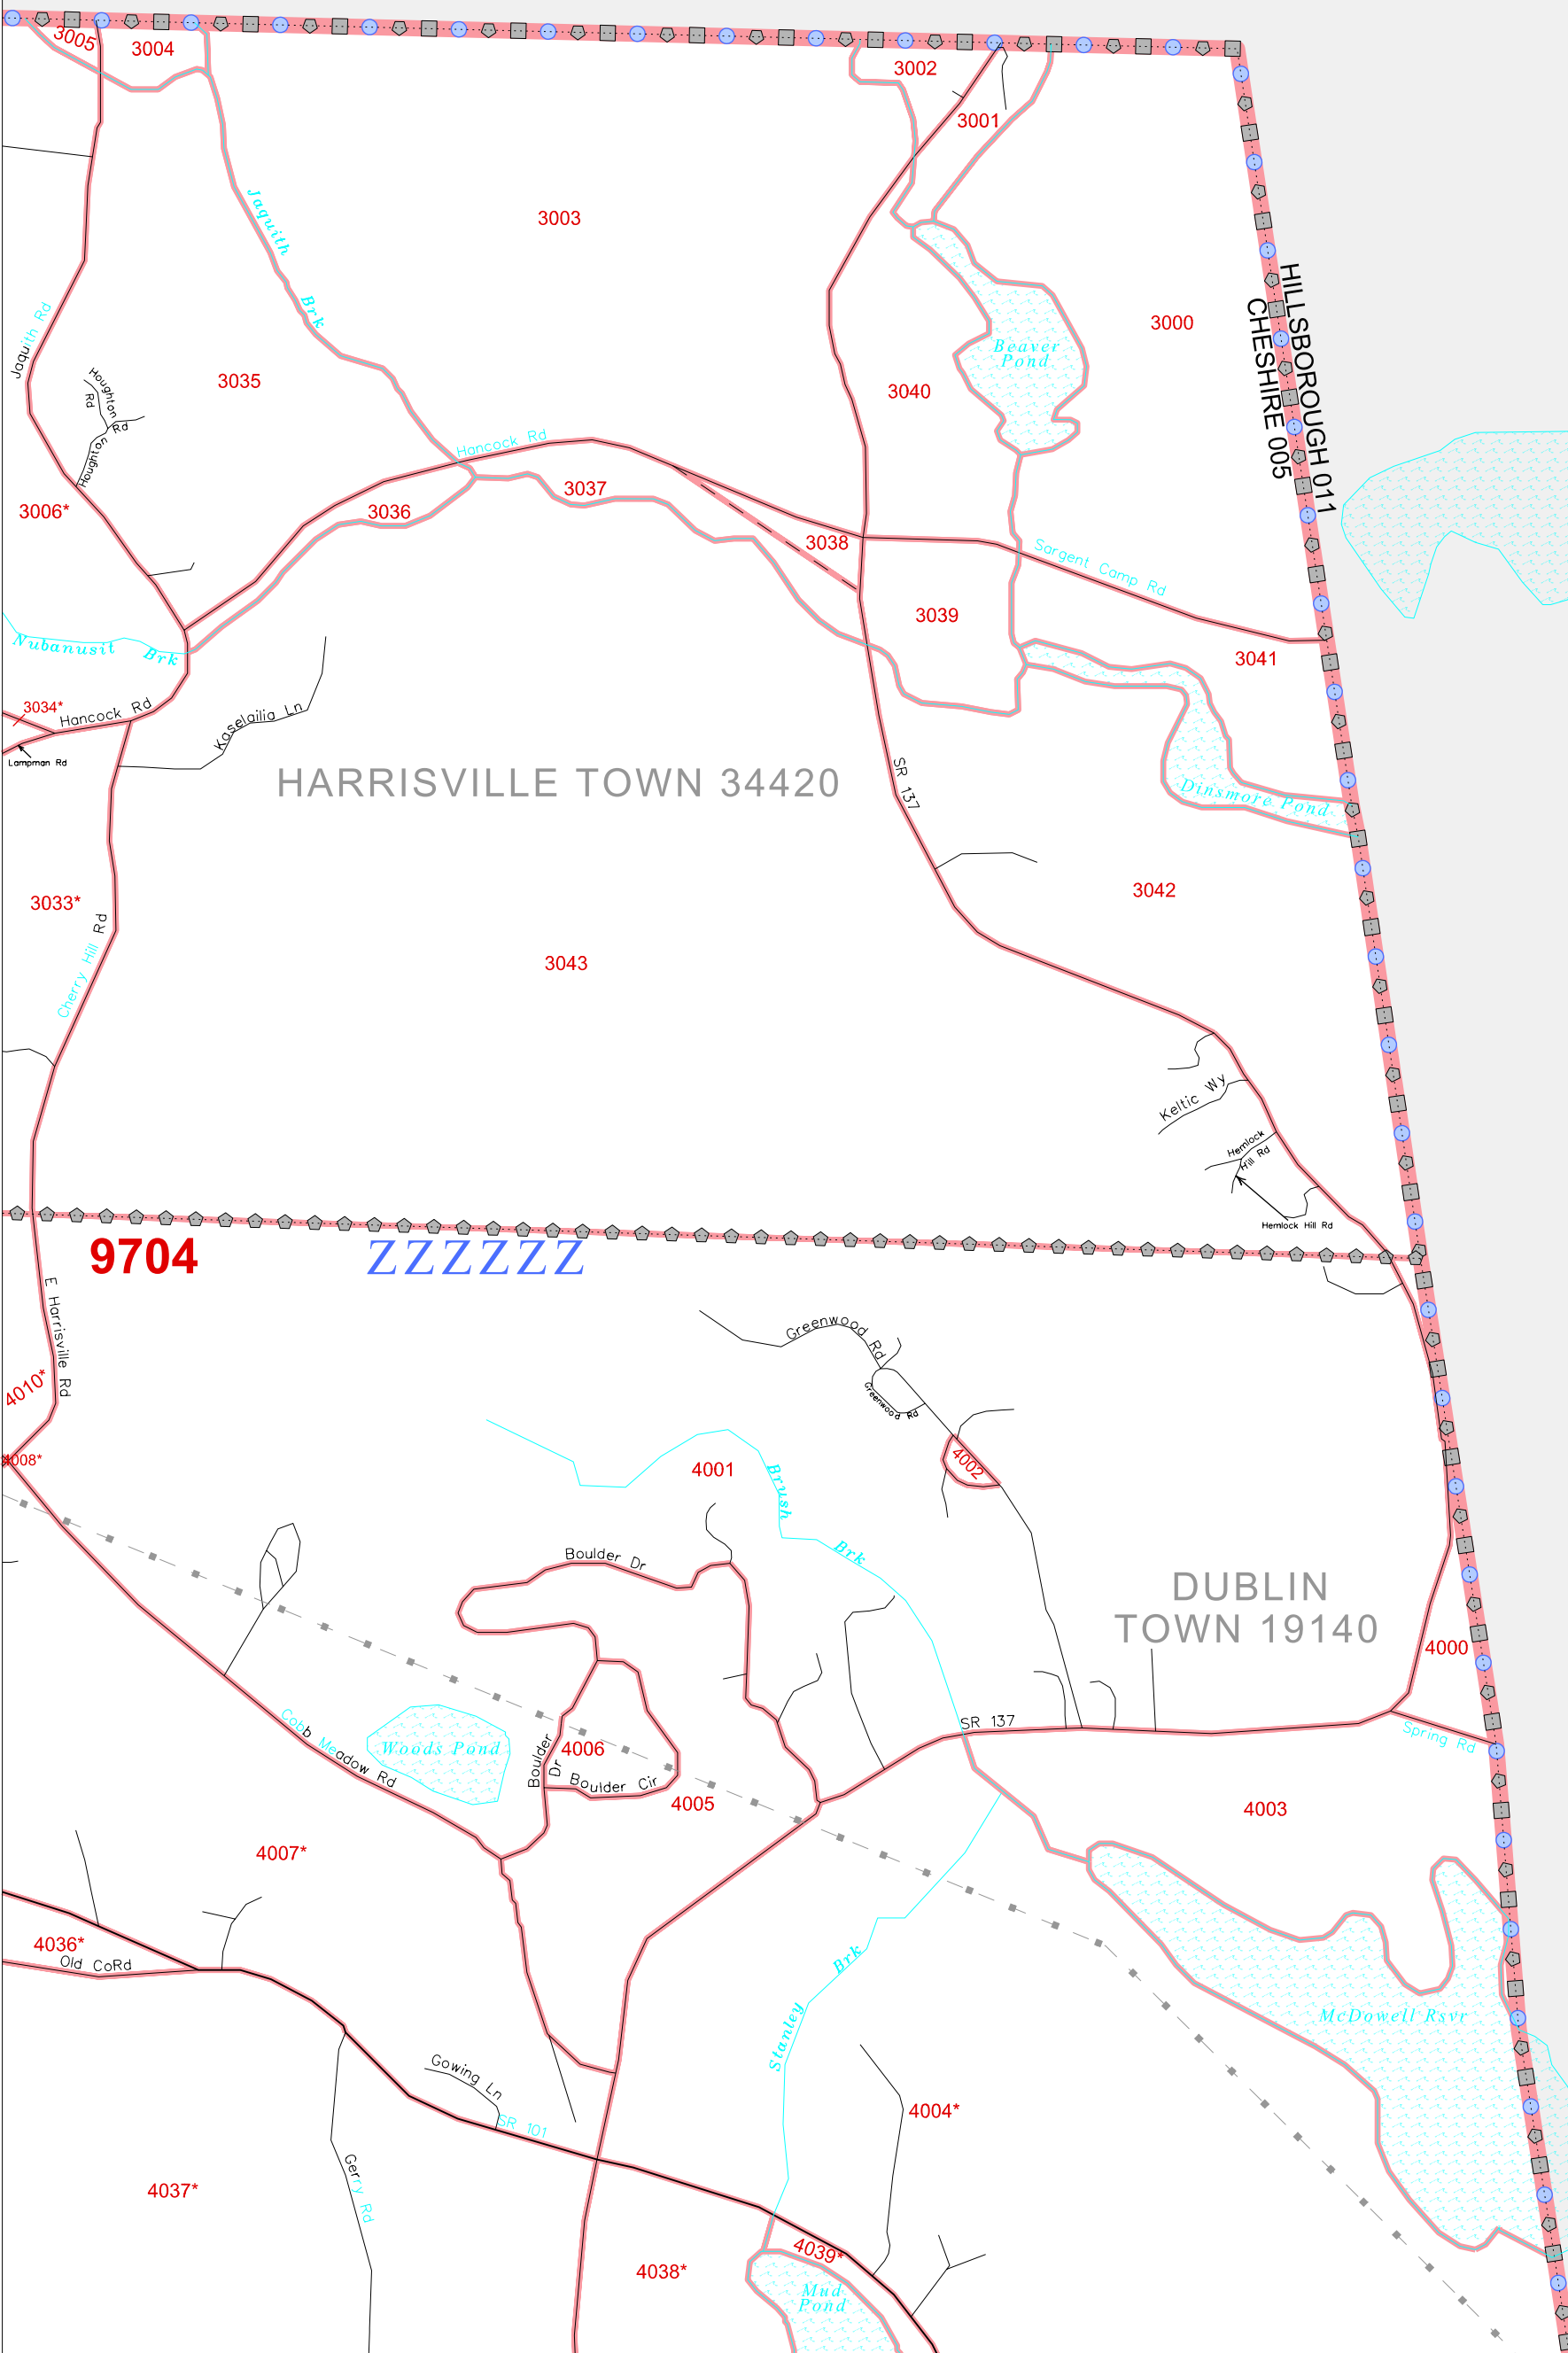 3005
3004
3002
3001
Jaquith
Brk
3003
3000
HILLSBOROUGH 011
CHESHIRE 005
Jaquith Rd
Houghton
Rd
Houghton Rd
3035
Beaver
Pond
3040
Hancock Rd
3006*
3036
3037
3038
Sargent Camp Rd
3039
3041
Nubanusit Brk
3034*
Hancock Rd
Lampman Rd
Kaselailia Ln
HARRISVILLE TOWN 34420
SR 137
Dinsmore Pond
3033*
3042
Cherry Hill Rd
3043
Keltic Wy
Hemlock
Hill Rd
Hemlock Hill Rd
9704
ZZZZZZ
E Harrisville Rd
Greenwood Rd
Greenwood Rd
4010*
4008*
4001
4002
Brush
Brk
Boulder Dr
DUBLIN
TOWN 19140
4000
SR 137
Spring Rd
Cobb Meadow Rd
Woods Pond
Boulder
Dr
4006
Boulder Cir
4005
4003
4007*
4036*
Old CoRd
Stanley
Brk
McDowell Rsvr
Gowing Ln
SR 101
4004*
Gerry Rd
4037*
4038*
4039*
Mud
Pond